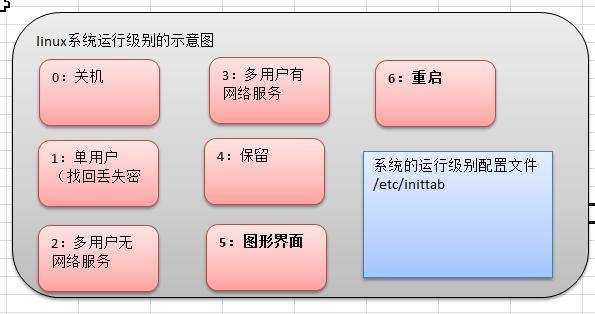 linux系统运行级别的示意图
0：关机
3：多用户有
网络服务
6：重启
1：单用户
（找回丢失密
4：保留
系统的运行级别配置文件
/etc/inittab
2：多用户无
网络服务
5：图形界面